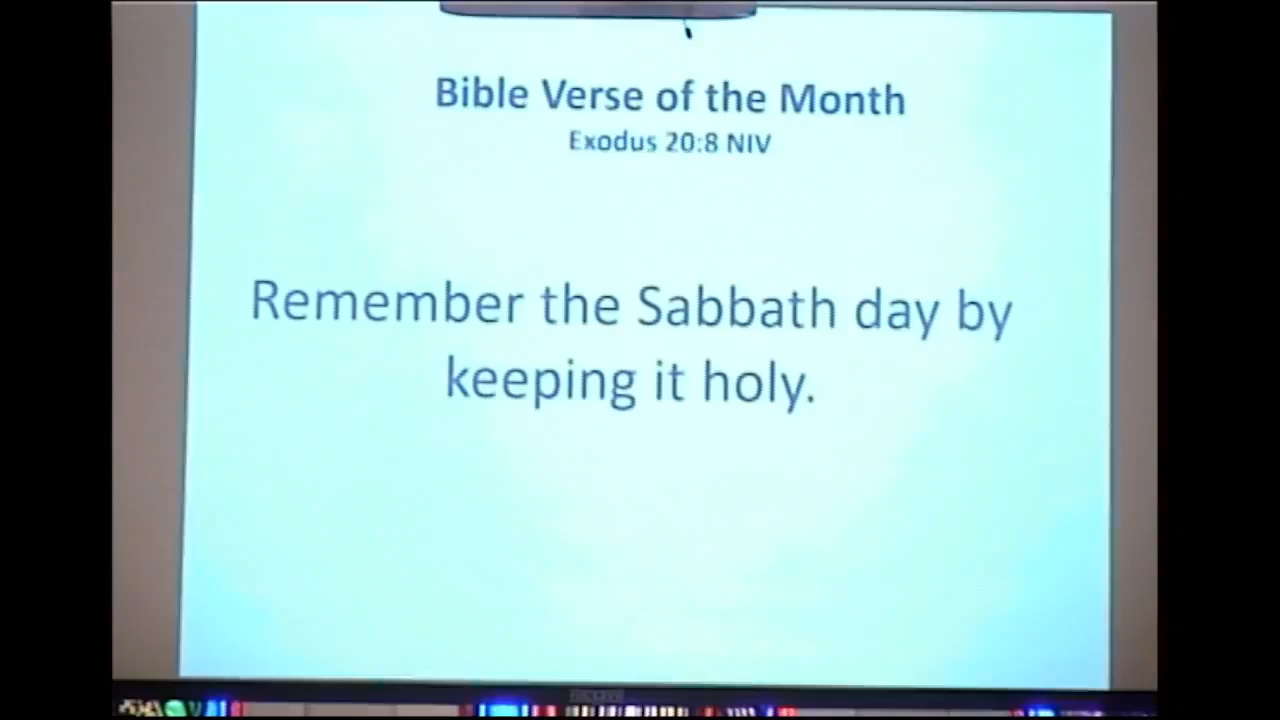 Bible Verse of the Month
Exodus 20:8 NIV
Remember the Sabbath day by
keeping it holy.